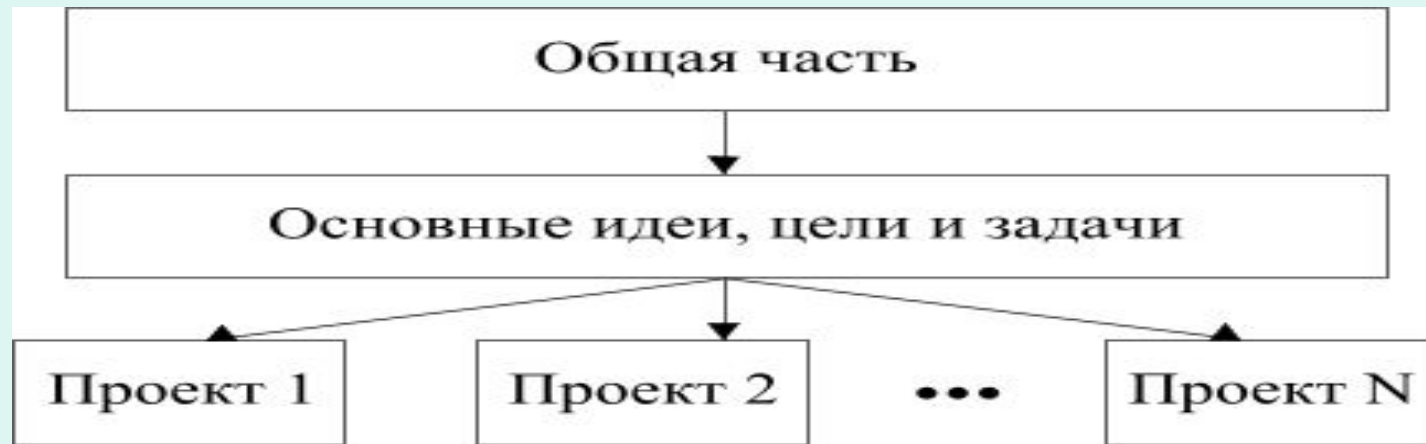 Общая часть
Основные идеи, цели и задачи
Проект 1 Проект 2 ••• Проект N